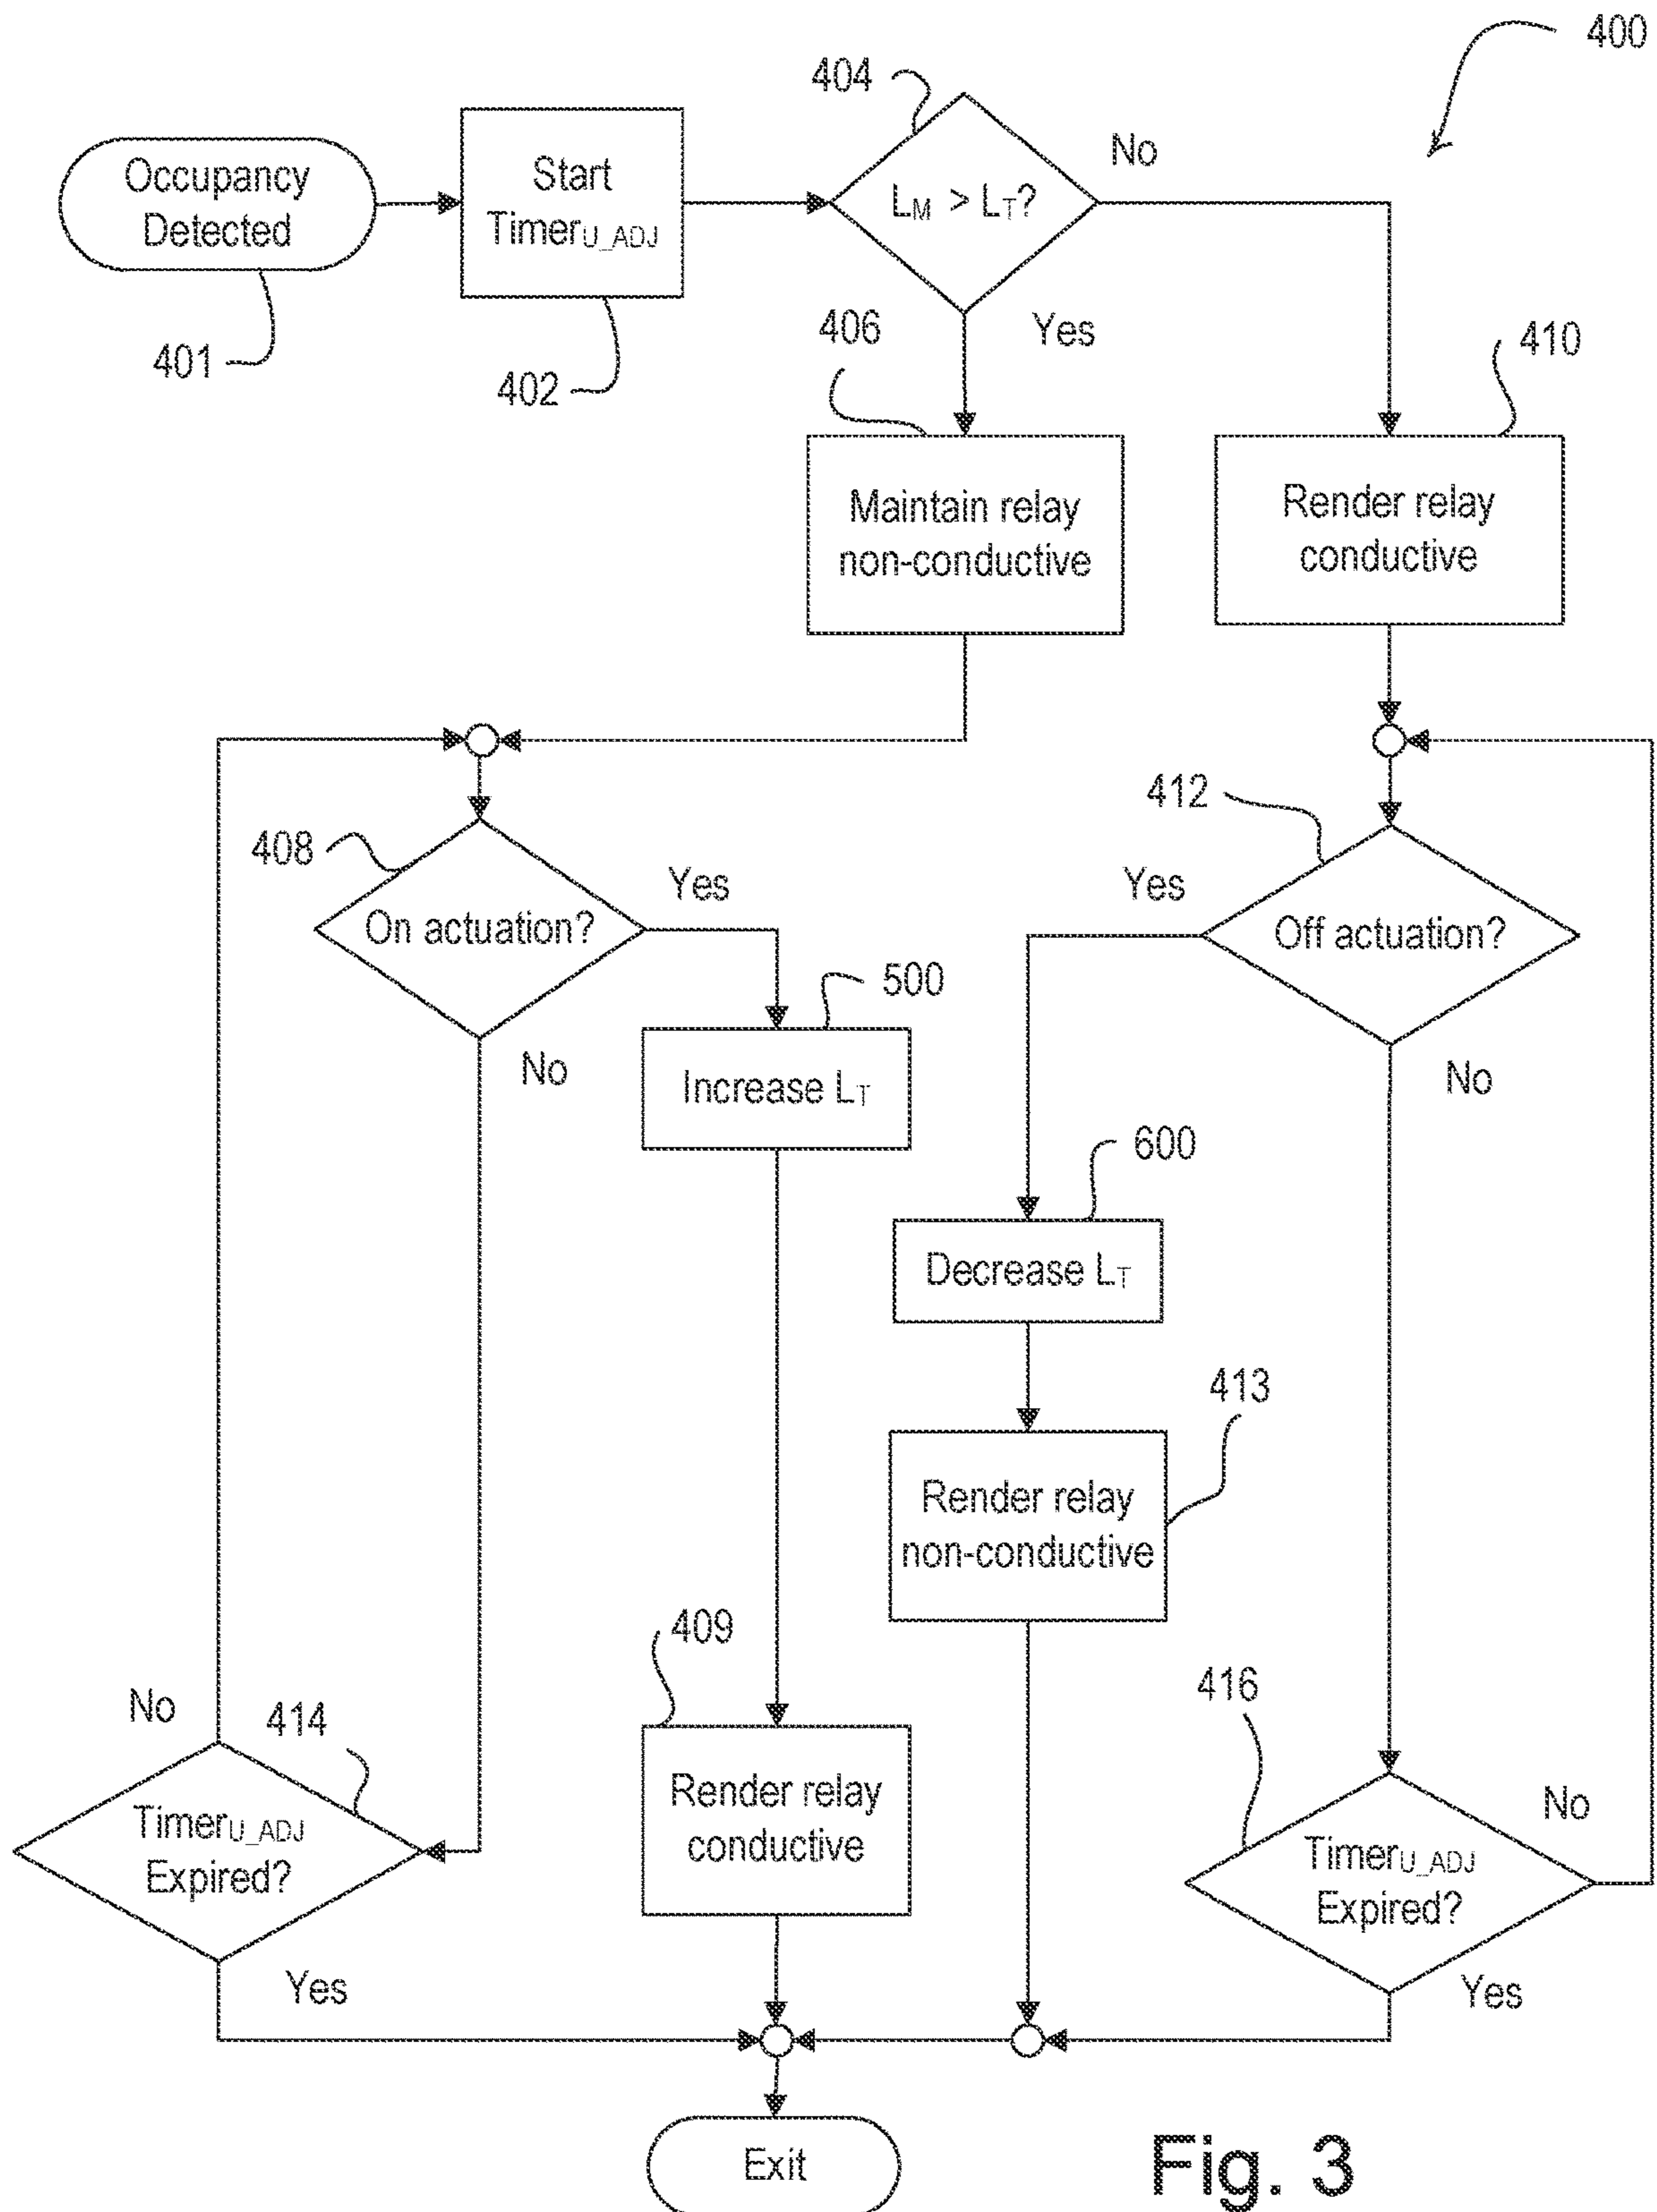 400
404
Occupancy
Detected
401
Start
TimerU_ADJ
402
LM > LT?
No
Yes
406
Maintain relay
non-conductive
410
Render relay
conductive
408
On actuation?
Yes
No
412
Off actuation?
Yes
No
500
Increase LT
600
Decrease LT
413
Render relay
non-conductive
409
Render relay
conductive
414
No
TimerU_ADJ
Expired?
Yes
416
TimerU_ADJ
Expired?
No
Yes
Exit
Fig. 3